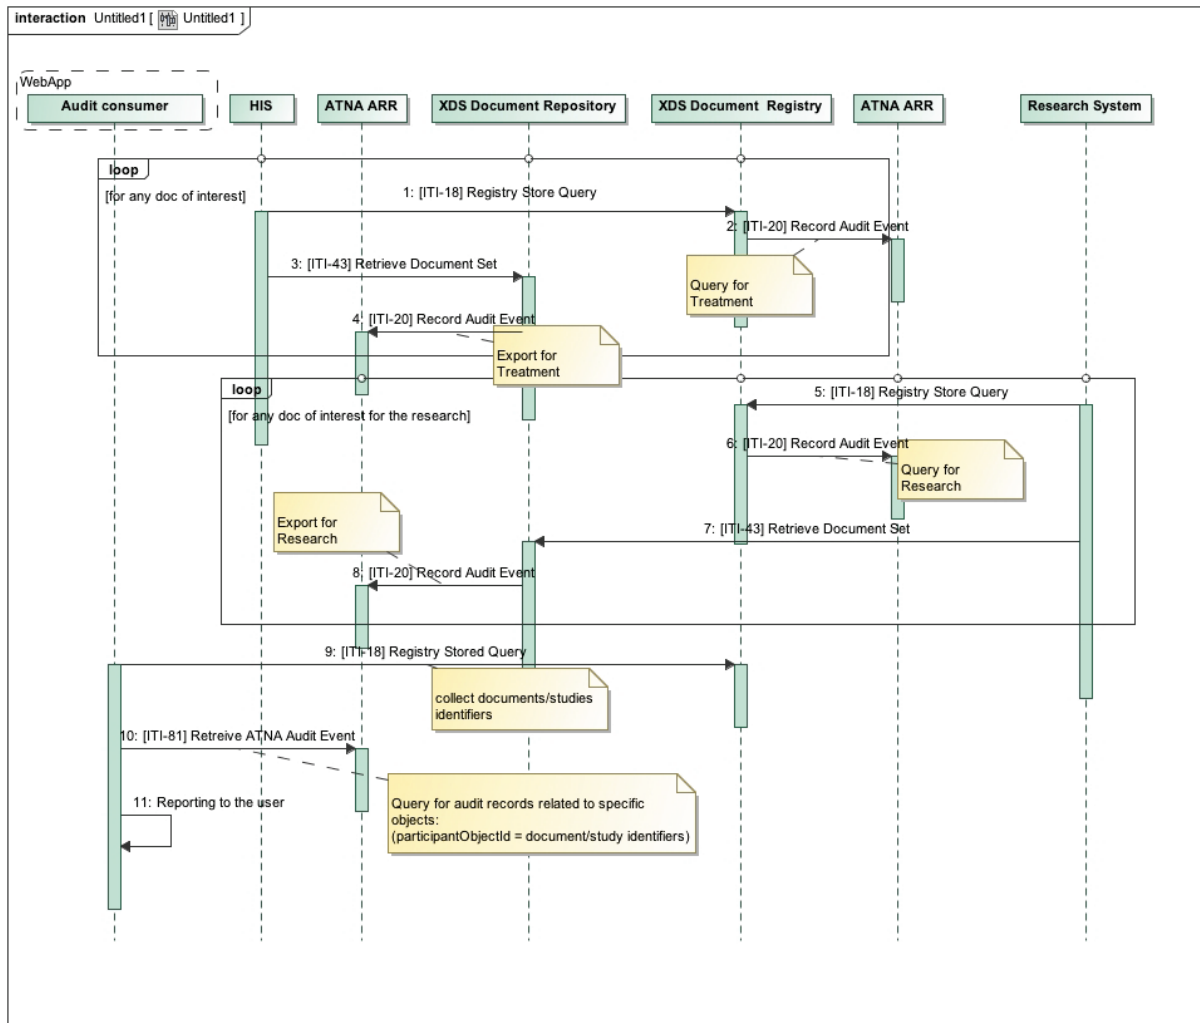 interaction Untitled1 [ Untitled1 ]
WebApp
Audit consumer
HIS
ATNA ARR
XDS Document Repository
XDS Document Registry
ATNA ARR
Research System
loop
[for any doc of interest]
1: [ITI-18] Registry Store Query
2: [ITI-20] Record Audit Event
3: [ITI-43] Retrieve Document Set
Query for
Treatment
4: [ITI-20] Record Audit Event
Export for
Treatment
loop
[for any doc of interest for the research]
5: [ITI-18] Registry Store Query
6: [ITI-20] Record Audit Event
Query for
Research
Export for
Research
7: [ITI-43] Retrieve Document Set
8: [ITI-20] Record Audit Event
9: [ITI-18] Registry Stored Query
collect documents/studies
identifiers
10: [ITI-81] Retreive ATNA Audit Event
11: Reporting to the user
Query for audit records related to specific
objects:
(participantObjectId = document/study identifiers)